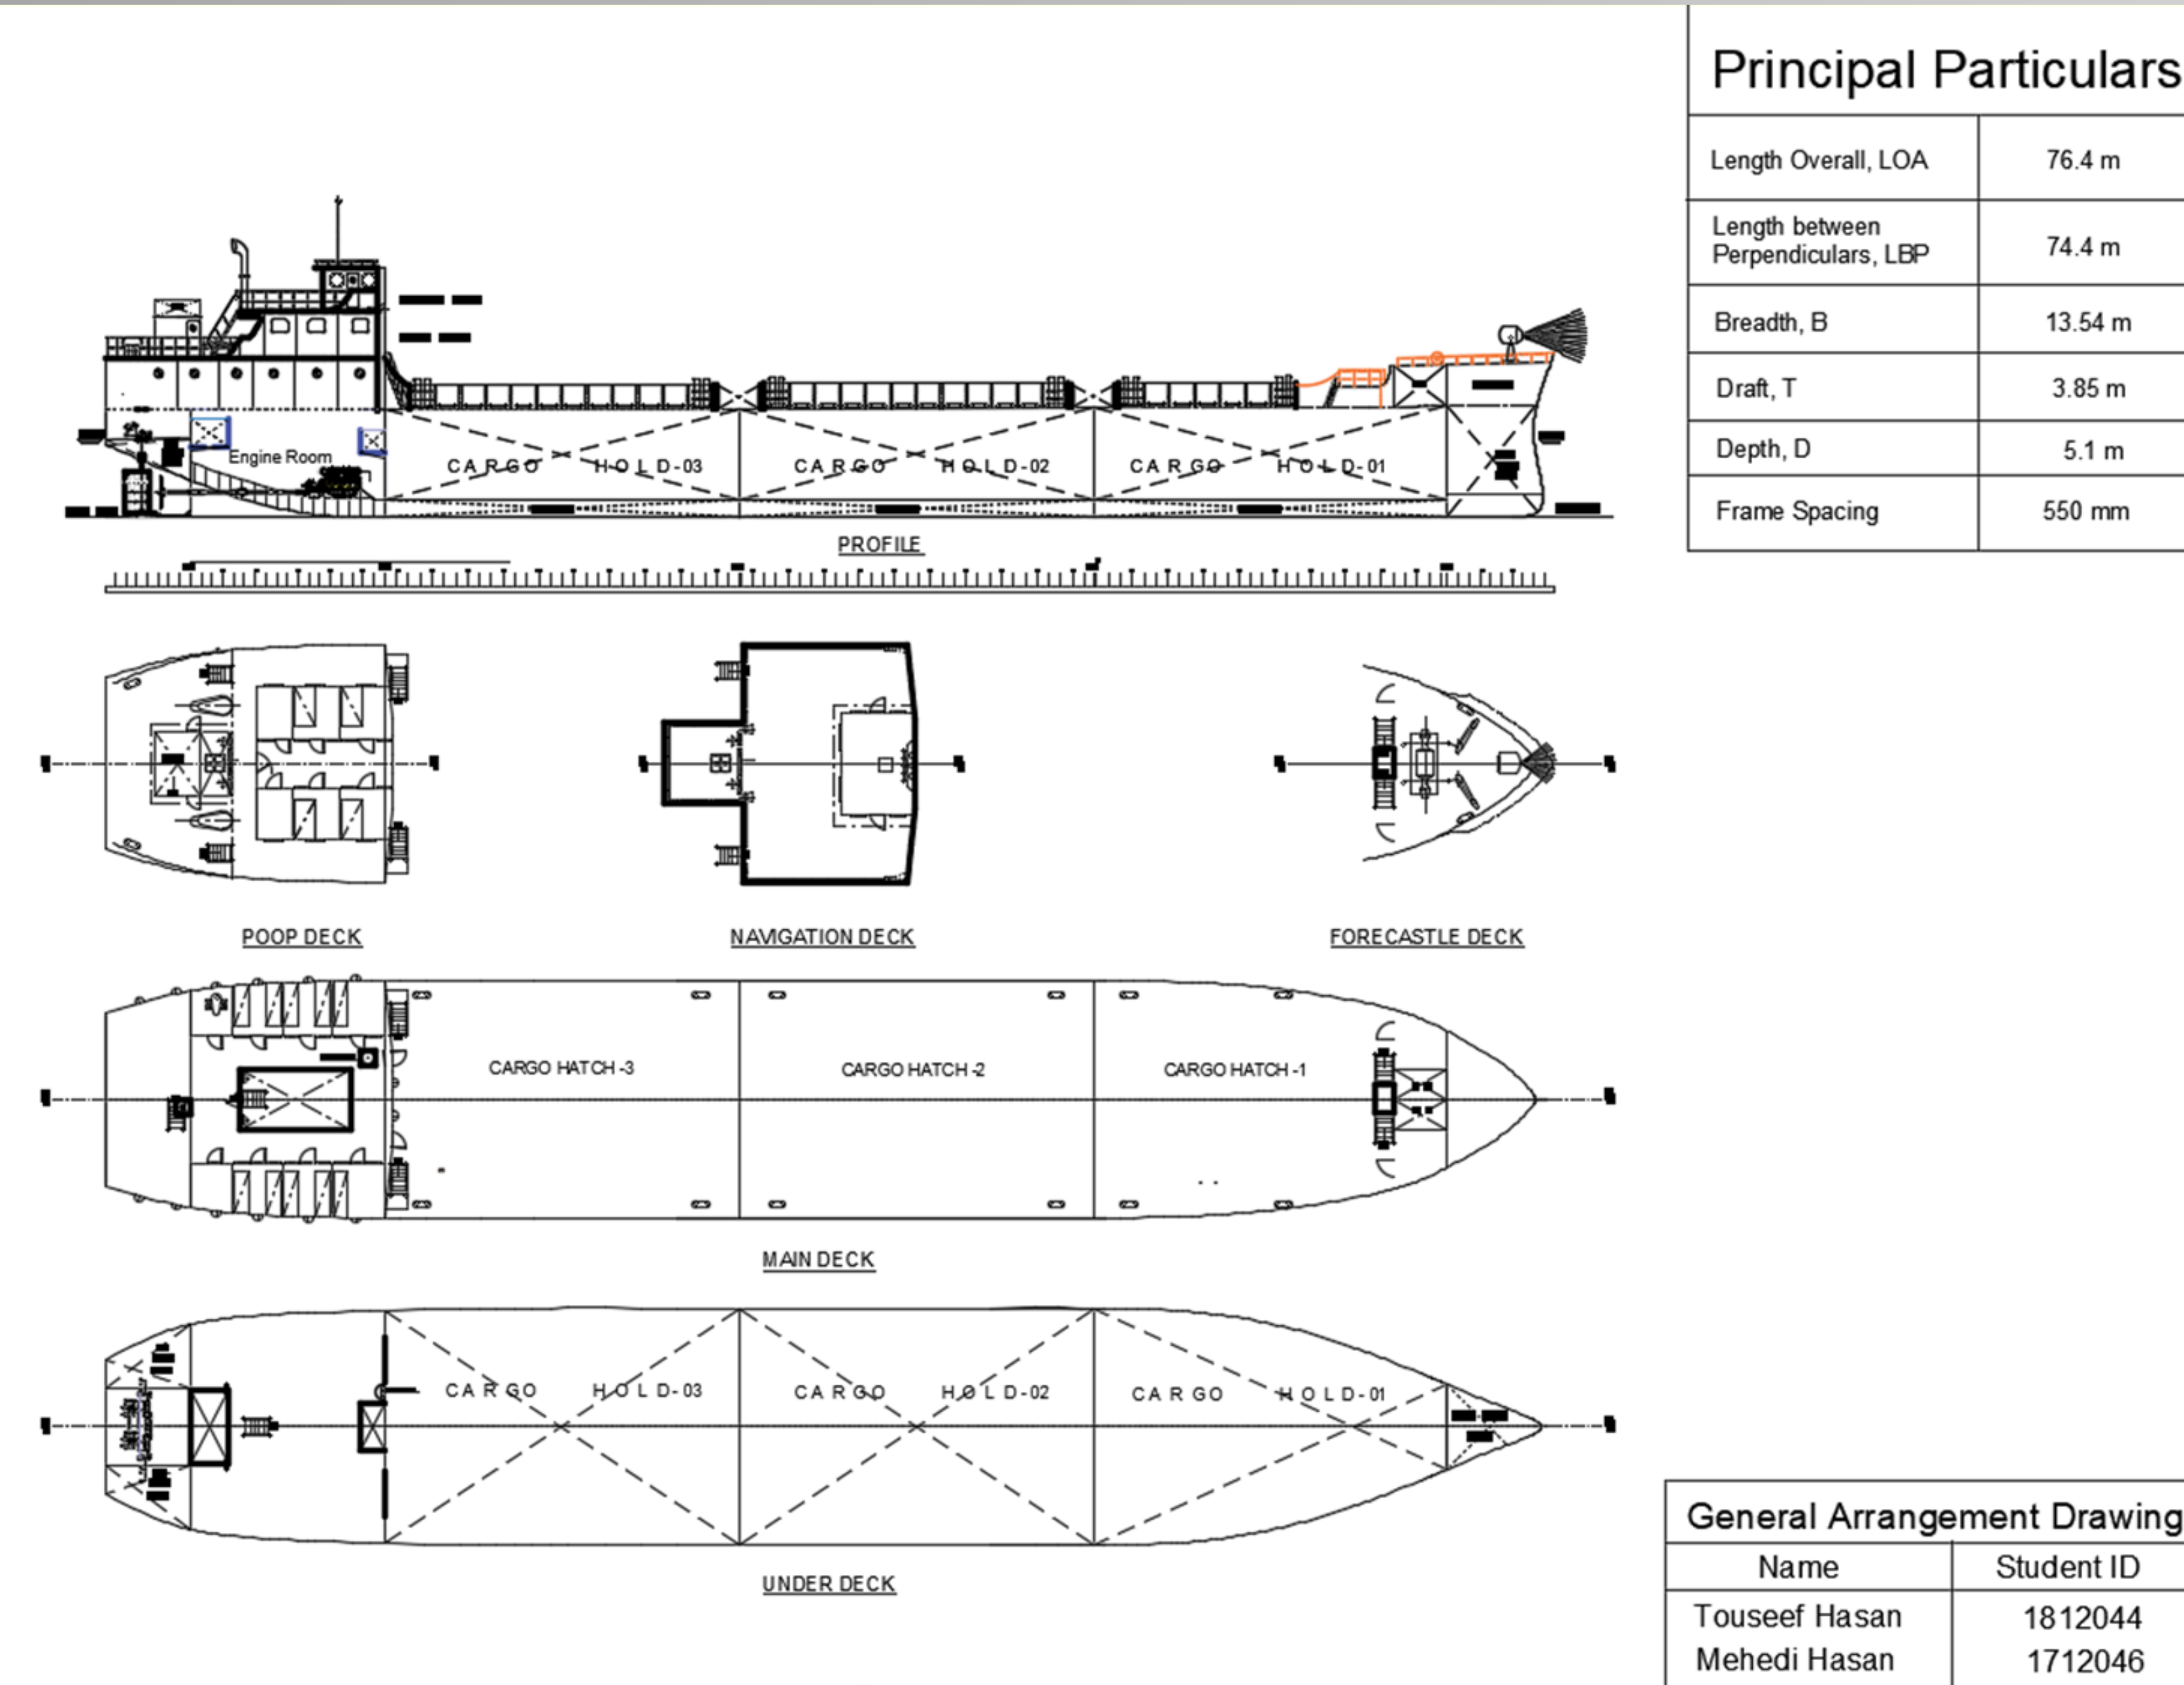 Principal Particulars
Length Overall, LOA 76.4 m
Length between
Perpendiculars, LBP 74.4 m
Breadth, B 13.54 m
Draft, T 3.85 m
Depth, D 5.1 m
Frame Spacing 550 mm
Engine Room
CARGO HOLD-03
CARGO HOLD-02
CARGO HOLD-01
PROFILE
POOP DECK
NAVIGATION DECK
FORECASTLE DECK
CARGO HATCH -3
CARGO HATCH -2
CARGO HATCH -1
MAIN DECK
CARGO HOLD-03
CARGO HOLD-02
CARGO HOLD-01
UNDER DECK
General Arrangement Drawing
Name Student ID
Touseef Hasan 1812044
Mehedi Hasan 1712046